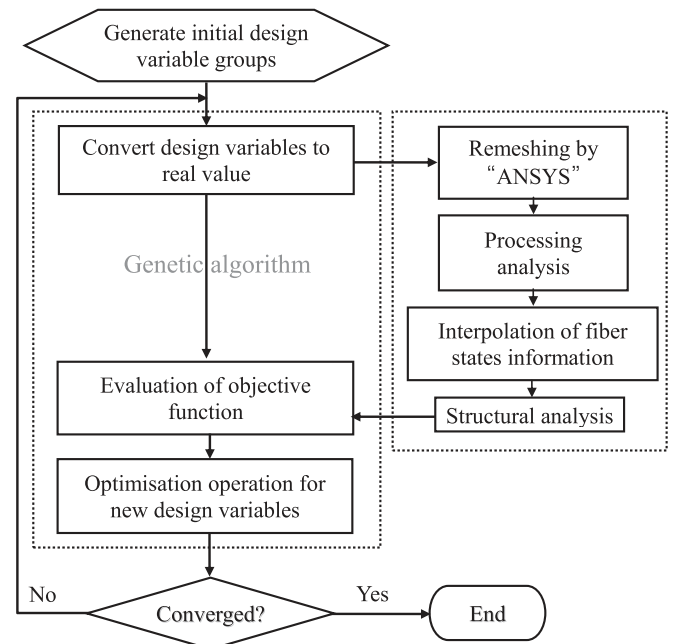 Generate initial design
variable groups
Convert design variables to
real value
Remeshing by
“ANSYS”
Processing
analysis
Genetic algorithm
Interpolation of fiber
states information
Evaluation of objective
function
Structural analysis
Optimisation operation for
new design variables
No
Converged?
Yes
End